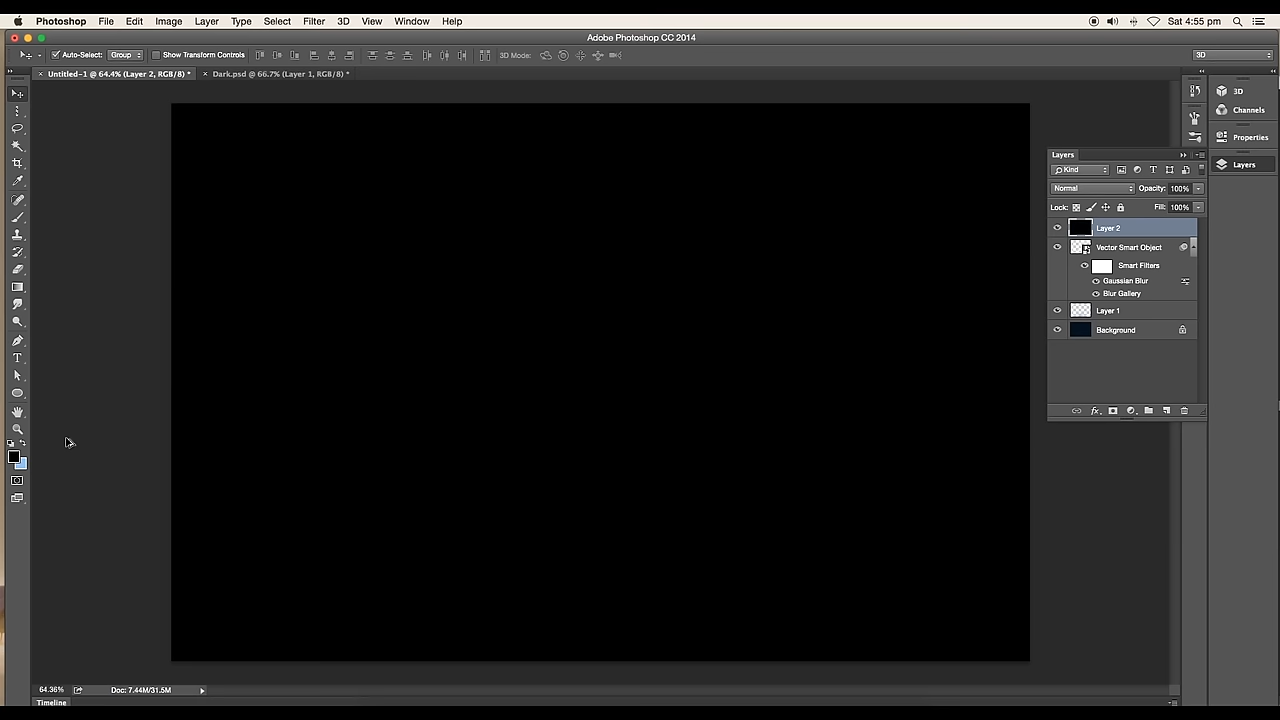 Photoshop File Edit Image Layer Type Select Filter 3D View Window Help Sat 4:55 pm
Adobe Photoshop CC 2014
Auto-Select: Group Show Transform Controls 3D Mode: 3D
Untitled-1 @ 64.4% (Layer 2, RGB/8) * Dark.psd @ 66.7% (Layer 1, RGB/8) *
3D
Channels
Properties
Layers
Layers
Kind
Normal Opacity: 100%
Lock: Fill: 100%
Layer 2
Vector Smart Object
Smart Filters
Gaussian Blur
Blur Gallery
Layer 1
Background
64.36% Doc: 7.44M/31.5M
Timeline